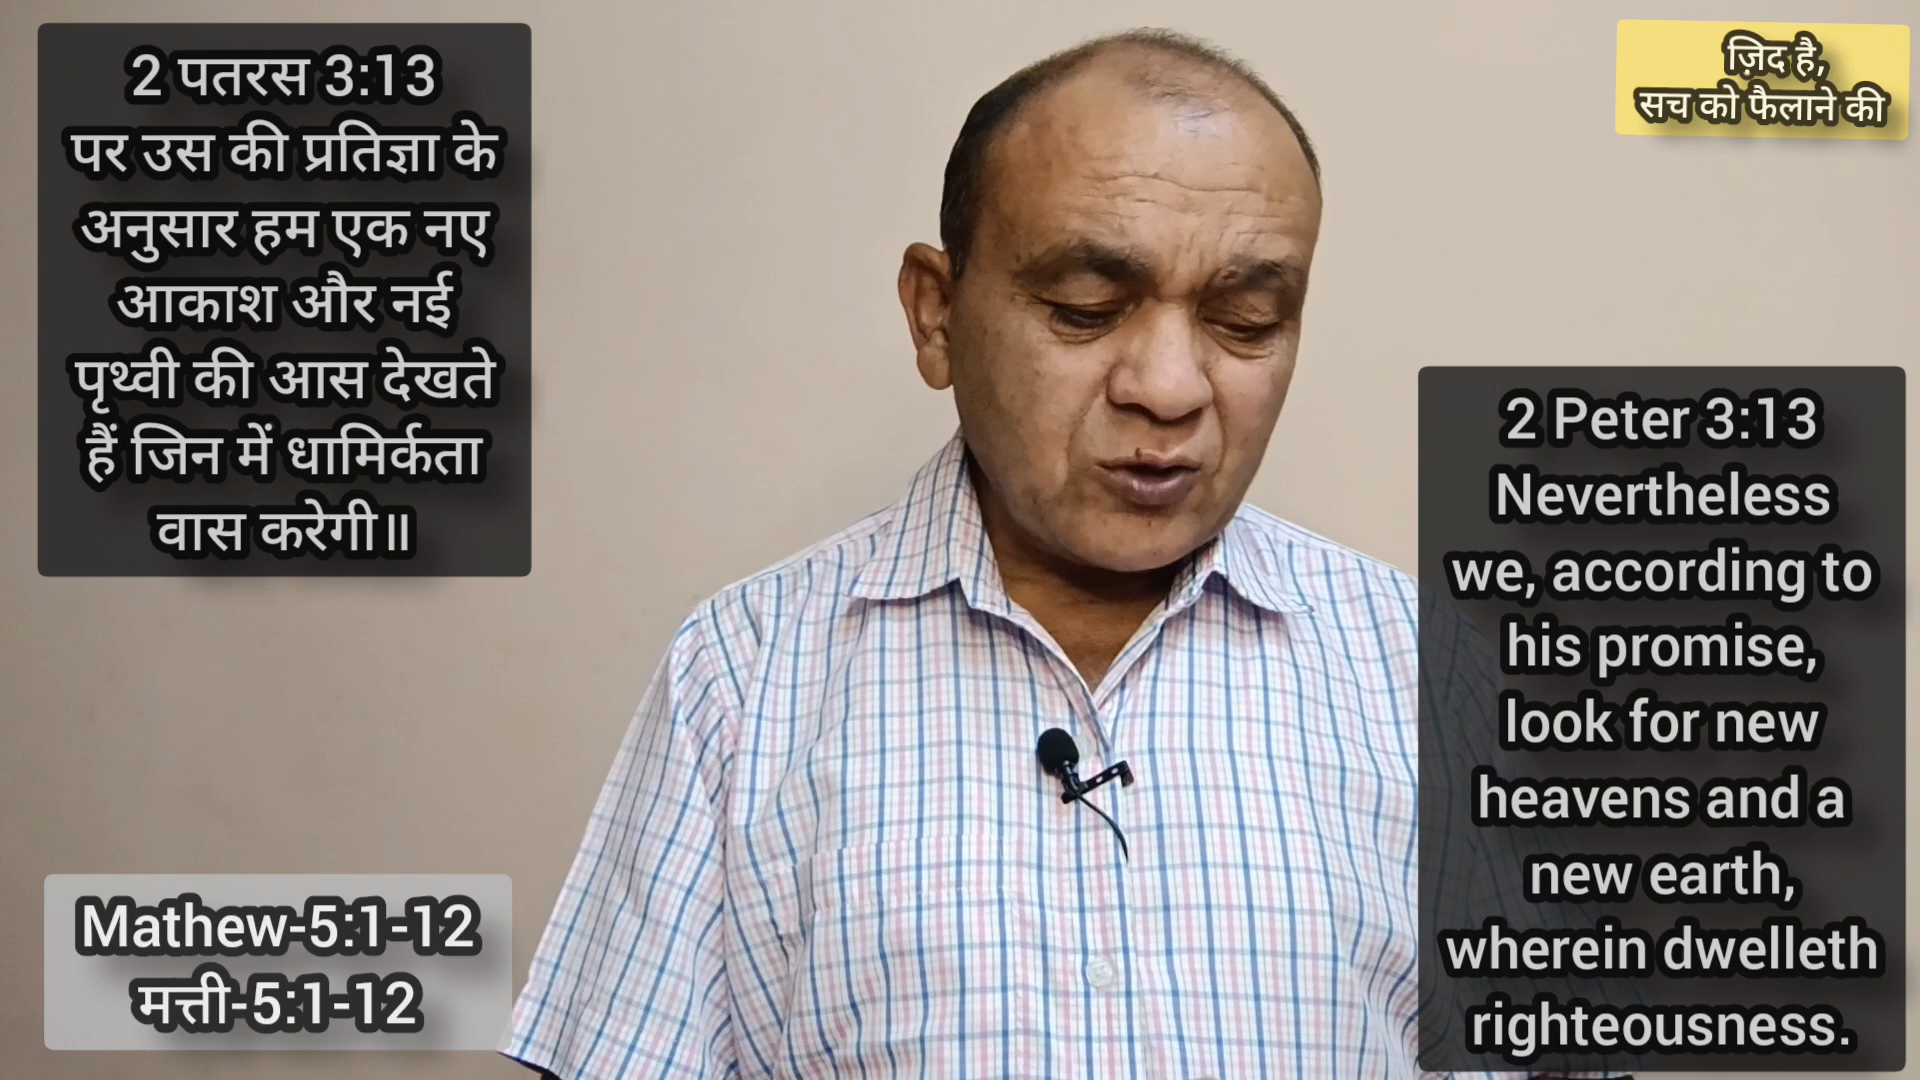 2 पतरस 3:13
पर उस की प्रतिज्ञा के
अनुसार हम एक नए
आकाश और नई
पृथ्वी की आस देखते
हैं जिन में धामिर्कता
वास करेगी॥
ज़िद है,
सच को फैलाने की
2 Peter 3:13
Nevertheless
we, according to
his promise,
look for new
heavens and a
new earth,
wherein dwelleth
righteousness.
Mathew-5:1-12
मत्ती-5:1-12